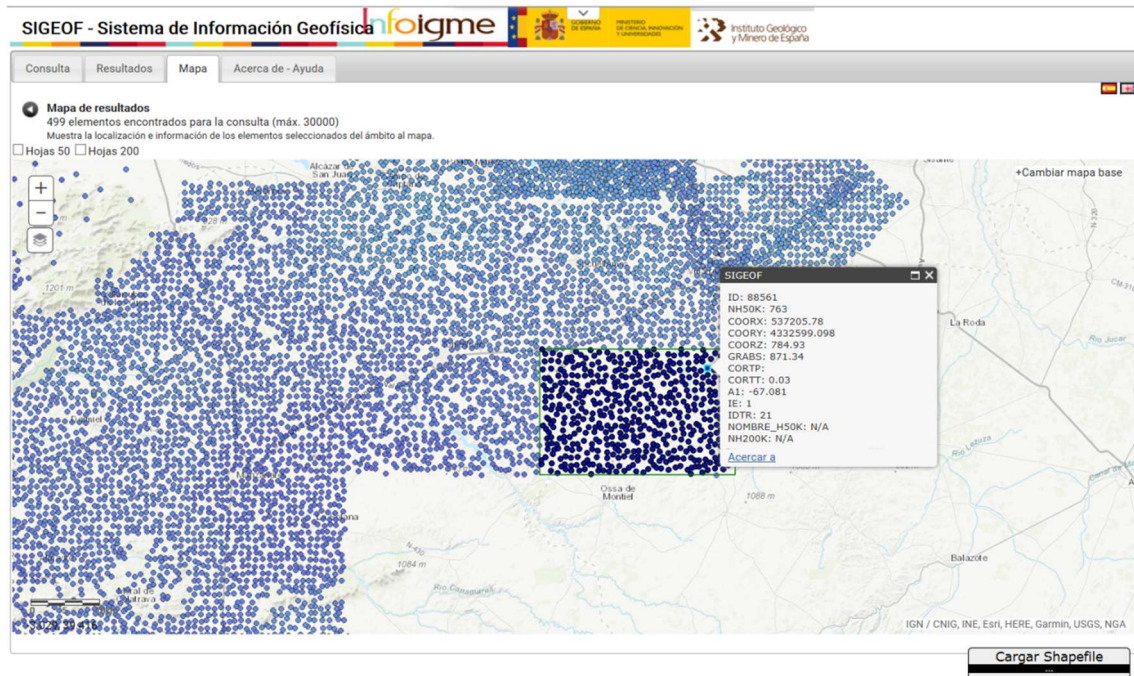 SIGEOF - Sistema de Información Geofísica
Infoigme
GOBIERNO DE ESPAÑA
MINISTERIO DE CIENCIA, INNOVACIÓN Y UNIVERSIDADES
Instituto Geológico y Minero de España
Consulta
Resultados
Mapa
Acerca de - Ayuda
Mapa de resultados
499 elementos encontrados para la consulta (máx. 30000)
Muestra la localización e información de los elementos seleccionados del ámbito al mapa.
Hojas 50
Hojas 200
+Cambiar mapa base
Alcázar de
San Juan
1201 m
N-320
La Roda
Río Júcar
SIGEOF
ID: 88561
NH50K: 763
COORX: 537205.78
COORY: 4332599.098
COORZ: 784.93
GRABS: 871.34
CORTP:
CORTT: 0.03
A1: -67.081
IE: 1
IDTR: 21
NOMBRE_H50K: N/A
NH200K: N/A
Acercar a
Ossa de
Montiel
1088 m
N-430
1084 m
Balazote
IGN / CNIG, INE, Esri, HERE, Garmin, USGS, NGA
Cargar Shapefile
...